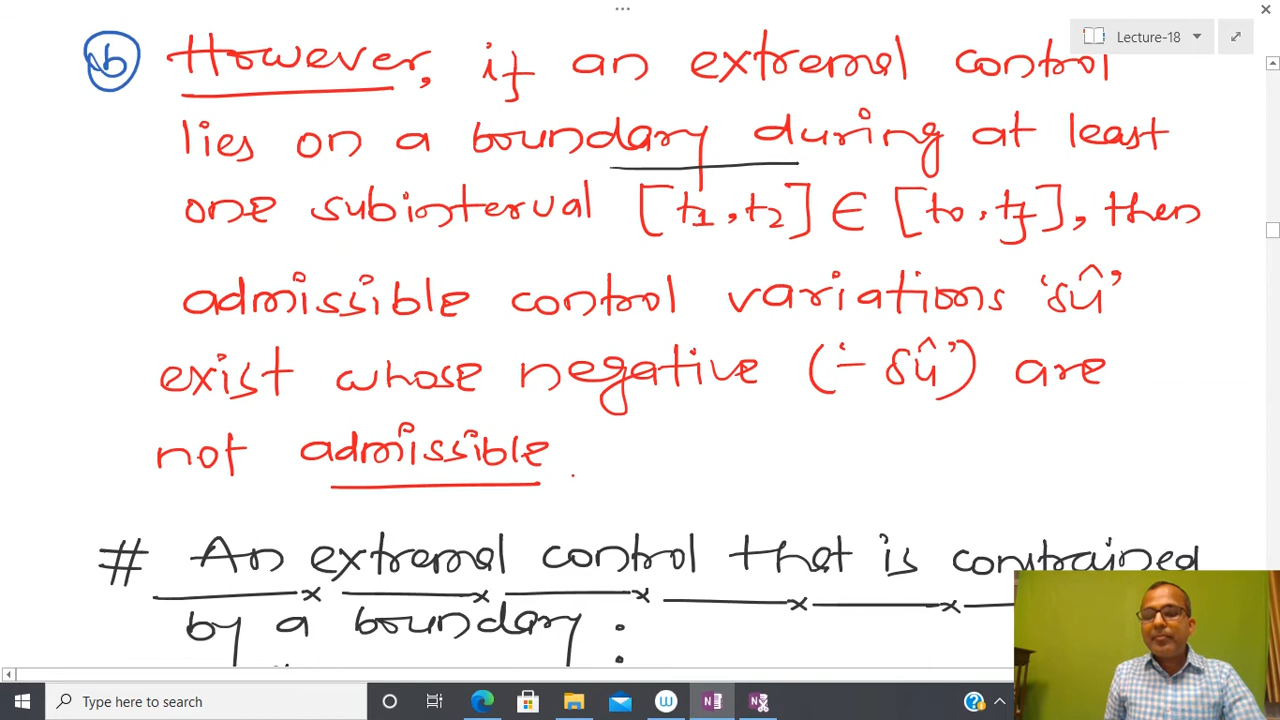 Lecture-18
b However, if an extremal control
lies on a boundary during at least
one subinterval [t1, t2] ∈ [t0, tf], then
admissible control variations 'δû'
exist whose negative ('- δû') are
not admissible.
# An extremal control that is constrained
by a boundary :
Type here to search